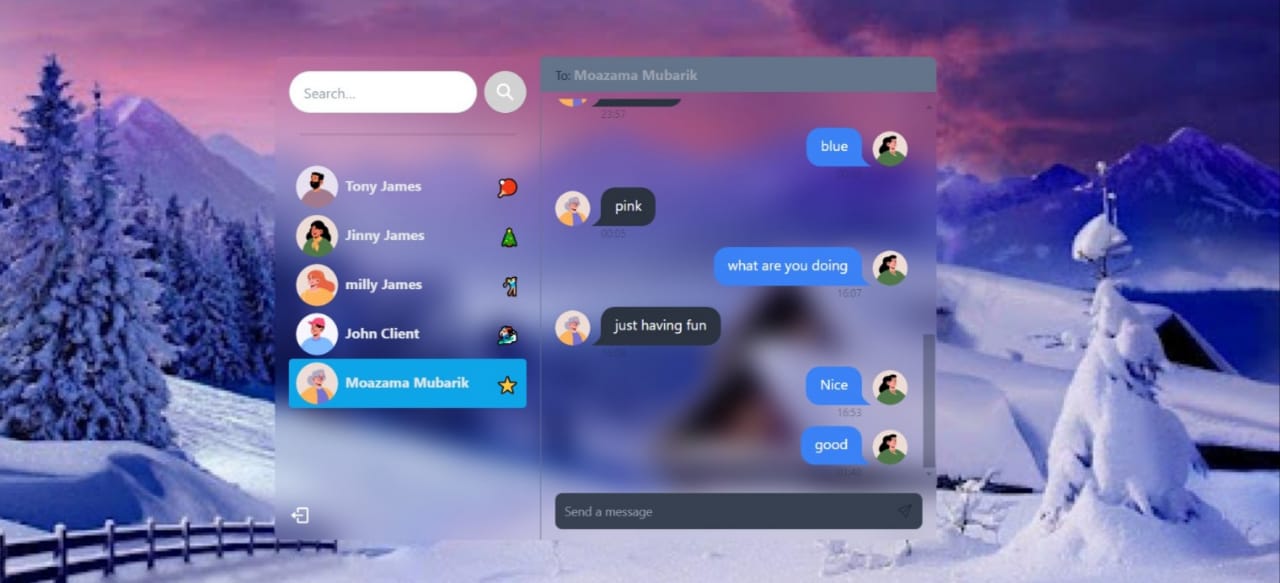 Search...
Tony James
Jinny James
milly James
John Client
Moazama Mubarik
To: Moazama Mubarik
23:57
blue
pink
00:05
what are you doing
16:07
just having fun
Nice
16:53
good
Send a message